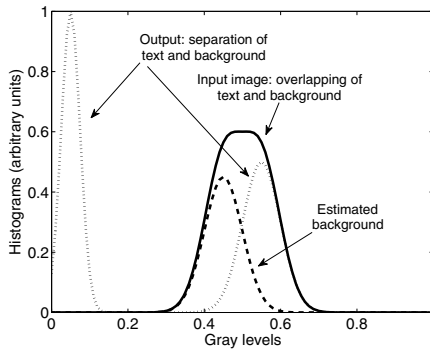 Output: separation of
text and background
Input image: overlapping of
text and background
Estimated
background
Histograms (arbitrary units)
1
0.8
0.6
0.4
0.2
0
0
0.2
0.4
0.6
0.8
Gray levels